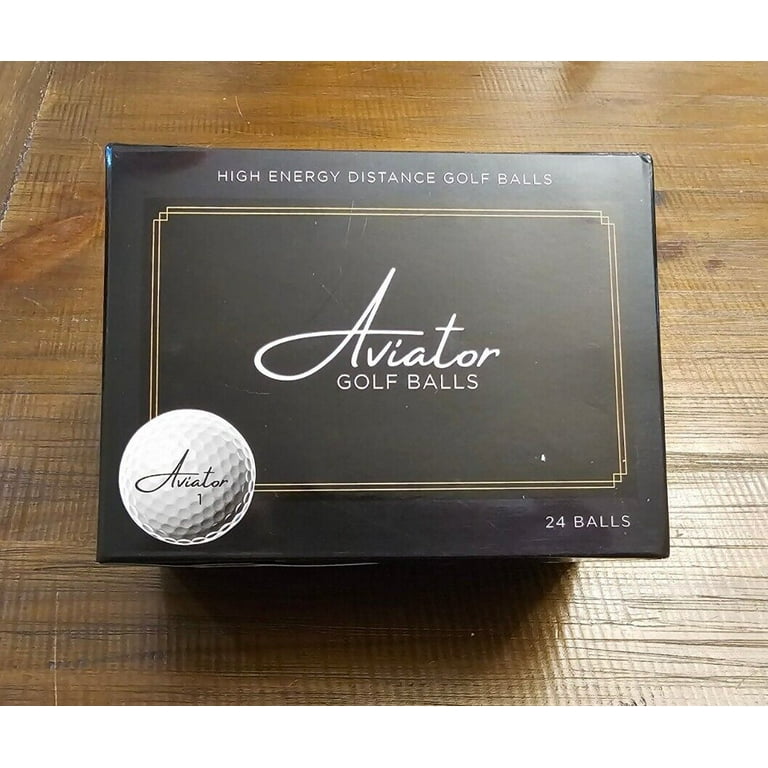 HIGH ENERGY DISTANCE GOLF BALLS
Aviator
GOLF BALLS
Aviator
1
24 BALLS